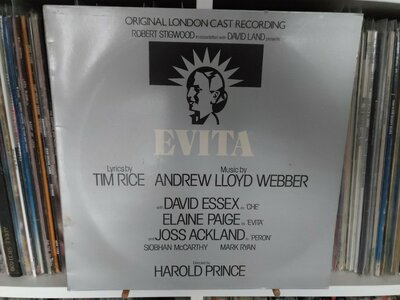 ORIGINAL LONDON CAST RECORDING
ROBERT STIGWOOD in association with DAVID LAND presents
EVITA
Lyrics by Music by
TIM RICE ANDREW LLOYD WEBBER
with DAVID ESSEX as 'CHE'
ELAINE PAIGE as 'EVITA'
and JOSS ACKLAND as 'PERON'
SIOBHAN McCARTHY MARK RYAN
Directed by
HAROLD PRINCE